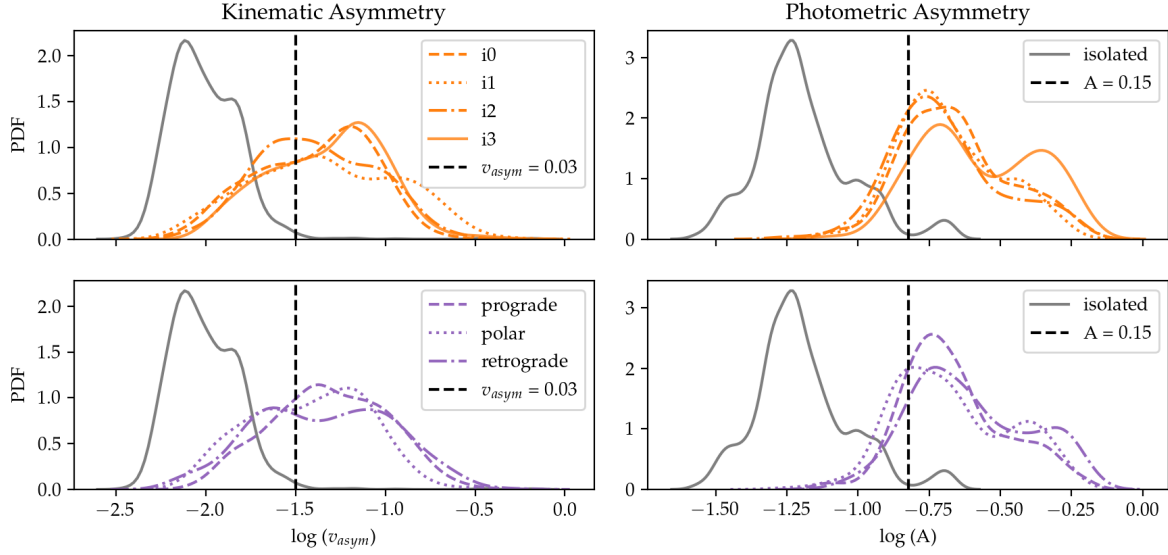 Kinematic Asymmetry
Photometric Asymmetry
PDF
2.0
1.5
1.0
0.5
0.0
i0
i1
i2
i3
v_asym = 0.03
3
2
1
0
isolated
A = 0.15
PDF
2.0
1.5
1.0
0.5
0.0
prograde
polar
retrograde
v_asym = 0.03
3
2
1
0
isolated
A = 0.15
−2.5 −2.0 −1.5 −1.0 −0.5 0.0
−1.50 −1.25 −1.00 −0.75 −0.50 −0.25 0.00
log (v_asym)
log (A)